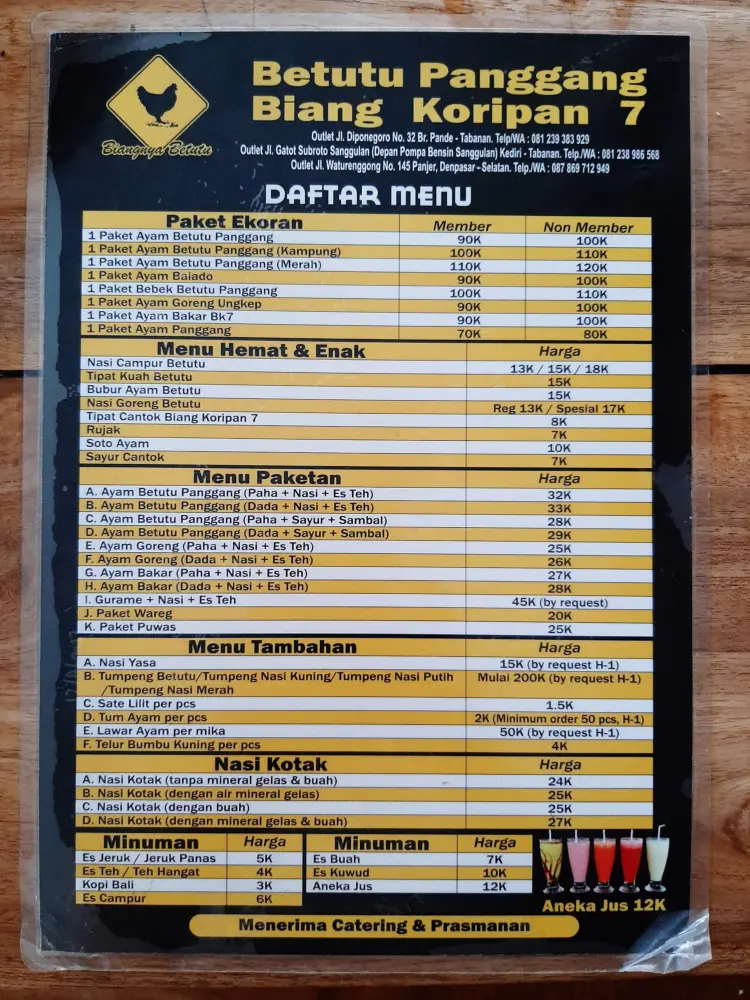 Biangnya Betutu
Betutu Panggang
Biang Koripan 7
Outlet Jl. Diponegoro No. 32 Br. Pande - Tabanan. Telp/WA : 081 239 383 929
Outlet Jl. Gatot Subroto Sanggulan (Depan Pompa Bensin Sanggulan) Kediri - Tabanan. Telp./WA : 081 238 986 568
Outlet Jl. Waturenggong No. 145 Panjer, Denpasar - Selatan. Telp/WA : 087 869 712 949
DAFTAR MENU
Paket Ekoran Member Non Member
1 Paket Ayam Betutu Panggang 90K 100K
1 Paket Ayam Betutu Panggang (Kampung) 100K 110K
1 Paket Ayam Betutu Panggang (Merah) 110K 120K
1 Paket Ayam Balado 90K 100K
1 Paket Bebek Betutu Panggang 100K 110K
1 Paket Ayam Goreng Ungkep 90K 100K
1 Paket Ayam Bakar Bk7 90K 100K
1 Paket Ayam Panggang 70K 80K
Menu Hemat & Enak Harga
Nasi Campur Betutu 13K / 15K / 18K
Tipat Kuah Betutu 15K
Bubur Ayam Betutu 15K
Nasi Goreng Betutu Reg 13K / Spesial 17K
Tipat Cantok Biang Koripan 7 8K
Rujak 7K
Soto Ayam 10K
Sayur Cantok 7K
Menu Paketan Harga
A. Ayam Betutu Panggang (Paha + Nasi + Es Teh) 32K
B. Ayam Betutu Panggang (Dada + Nasi + Es Teh) 33K
C. Ayam Betutu Panggang (Paha + Sayur + Sambal) 28K
D. Ayam Betutu Panggang (Dada + Sayur + Sambal) 29K
E. Ayam Goreng (Paha + Nasi + Es Teh) 25K
F. Ayam Goreng (Dada + Nasi + Es Teh) 26K
G. Ayam Bakar (Paha + Nasi + Es Teh) 27K
H. Ayam Bakar (Dada + Nasi + Es Teh) 28K
I. Gurame + Nasi + Es Teh 45K (by request)
J. Paket Wareg 20K
K. Paket Puwas 25K
Menu Tambahan Harga
A. Nasi Yasa 15K (by request H-1)
B. Tumpeng Betutu/Tumpeng Nasi Kuning/Tumpeng Nasi Putih Mulai 200K (by request H-1)
/Tumpeng Nasi Merah
C. Sate Lilit per pcs 1.5K
D. Tum Ayam per pcs 2K (Minimum order 50 pcs, H-1)
E. Lawar Ayam per mika 50K (by request H-1)
F. Telur Bumbu Kuning per pcs 4K
Nasi Kotak Harga
A. Nasi Kotak (tanpa mineral gelas & buah) 24K
B. Nasi Kotak (dengan air mineral gelas) 25K
C. Nasi Kotak (dengan buah) 25K
D. Nasi Kotak (dengan mineral gelas & buah) 27K
Minuman Harga Minuman Harga
Es Jeruk / Jeruk Panas 5K Es Buah 7K
Es Teh / Teh Hangat 4K Es Kuwud 10K
Kopi Bali 3K Aneka Jus 12K
Es Campur 6K
Aneka Jus 12K
Menerima Catering & Prasmanan